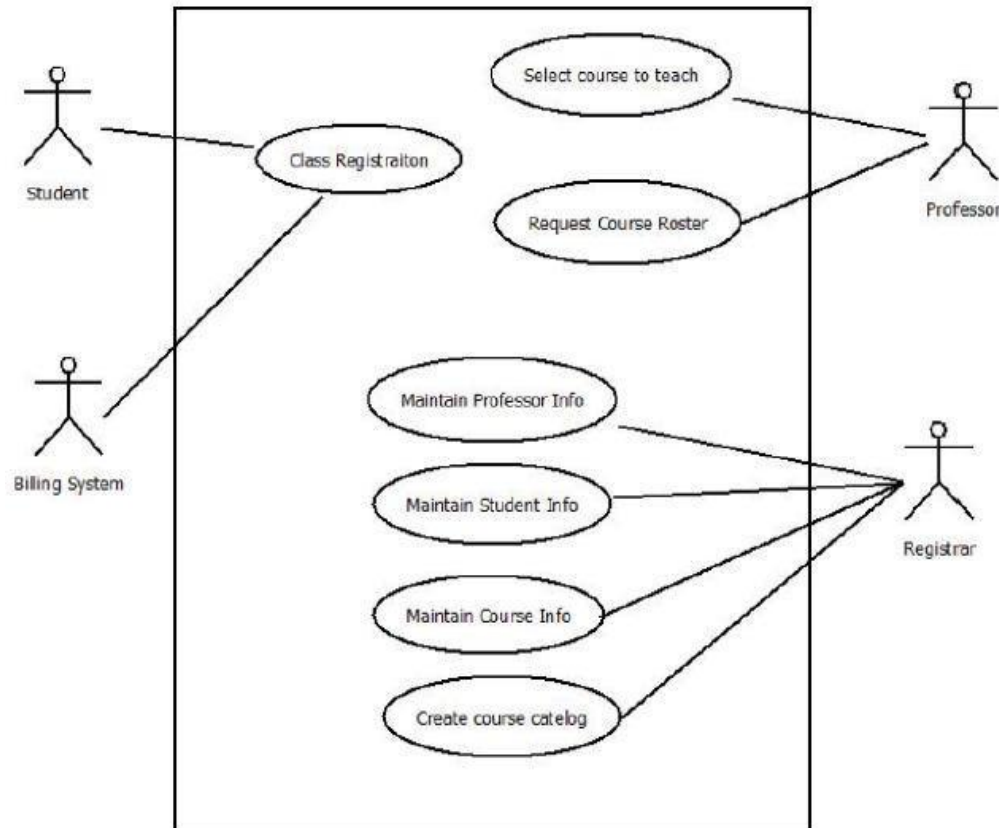 Select course to teach
Class Registraiton
Student
Professor
Request Course Roster
Maintain Professor Info
Billing System
Maintain Student Info
Registrar
Maintain Course Info
Create course catelog